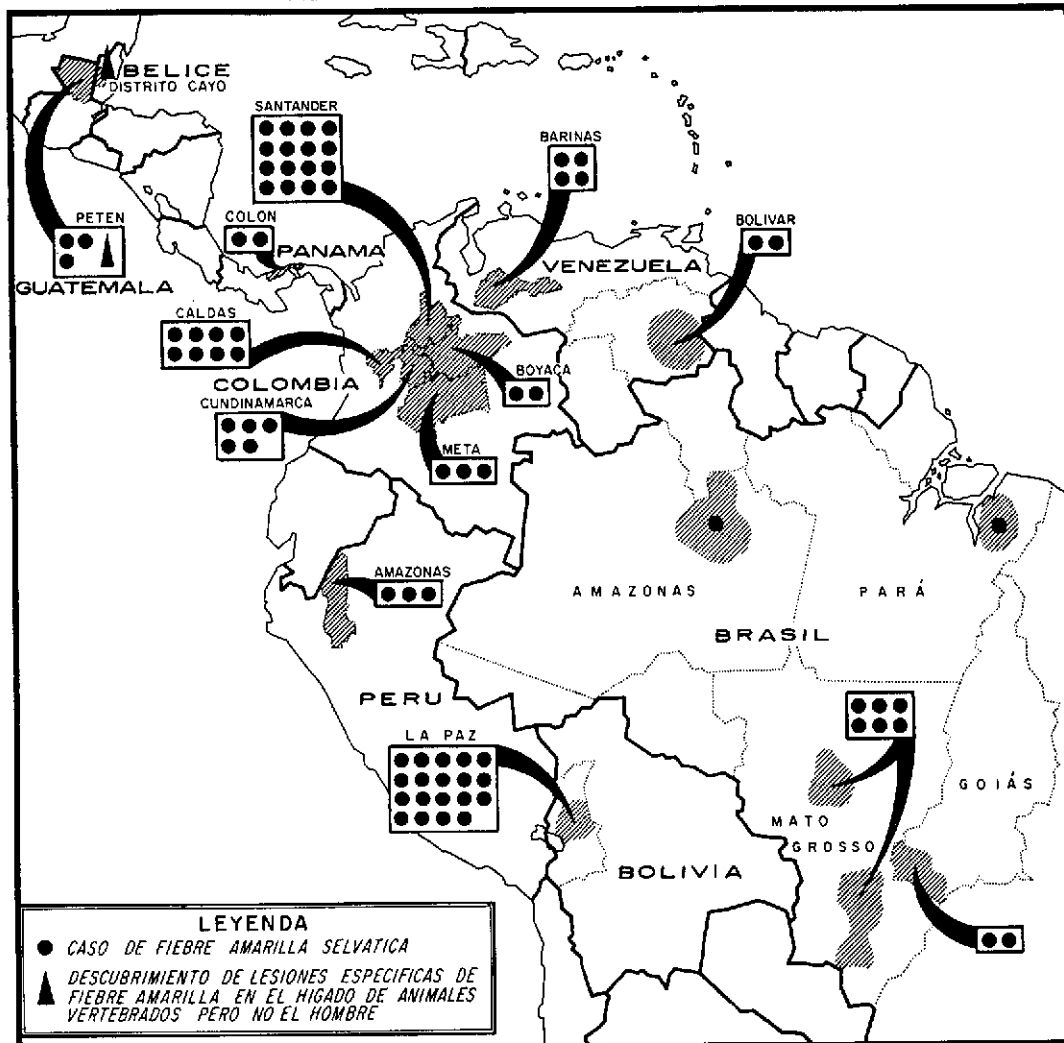 BELICE
DISTRITO CAYO
SANTANDER
BARINAS
PETEN
COLON
PANAMA
BOLIVAR
VENEZUELA
GUATEMALA
CALDAS
COLOMBIA
BOYACA
CUNDINAMARCA
META
AMAZONAS
AMAZONAS
PARÁ
BRASIL
PERU
LA PAZ
GOIÁS
MATO
GROSSO
BOLIVIA
LEYENDA
CASO DE FIEBRE AMARILLA SELVATICA
DESCUBRIMIENTO DE LESIONES ESPECIFICAS DE
FIEBRE AMARILLA EN EL HIGADO DE ANIMALES
VERTEBRADOS PERO NO EL HOMBRE